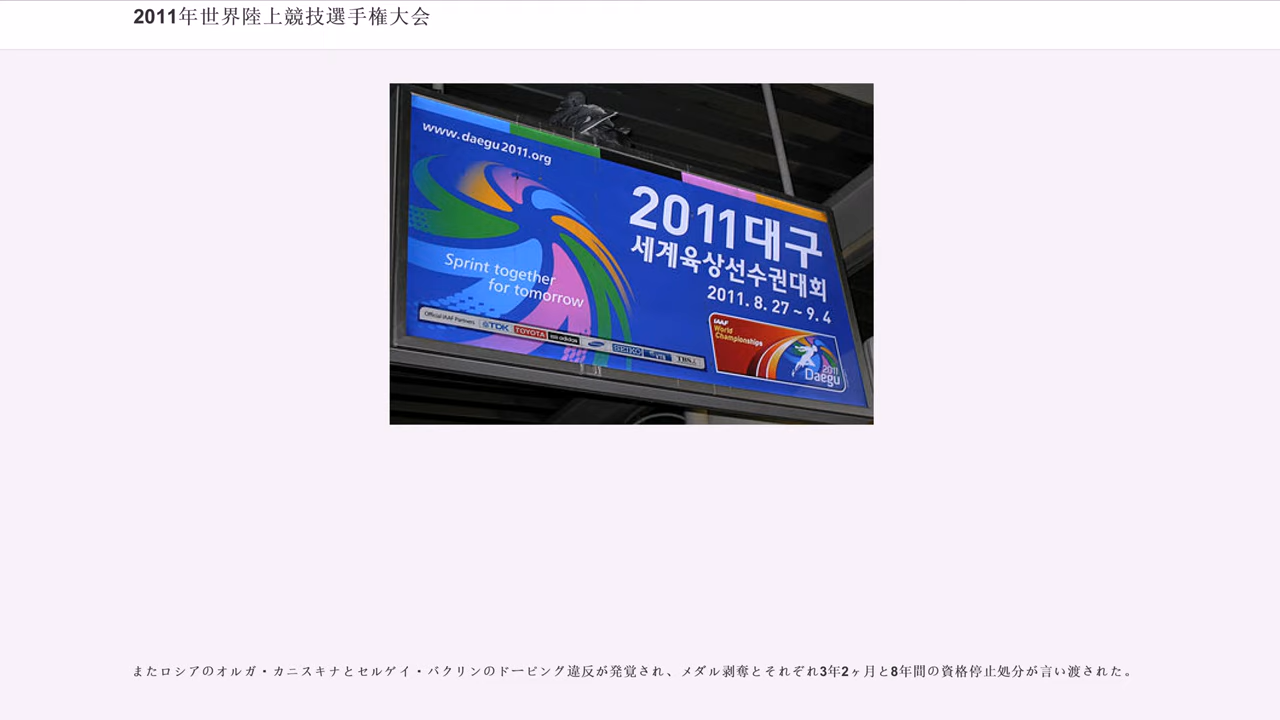 2011年世界陸上競技選手権大会
www.daegu2011.org
2011대구
세계육상선수권대회
2011. 8. 27 ~ 9. 4
Sprint together
for tomorrow
Official IAAF Partners TDK TOYOTA adidas SEIKO TBS
IAAF
World
Championships
2011
Daegu
またロシアのオルガ・カニスキナとセルゲイ・バクリンのドーピング違反が発覚され、メダル剥奪とそれぞれ3年2ヶ月と8年間の資格停止処分が言い渡された。